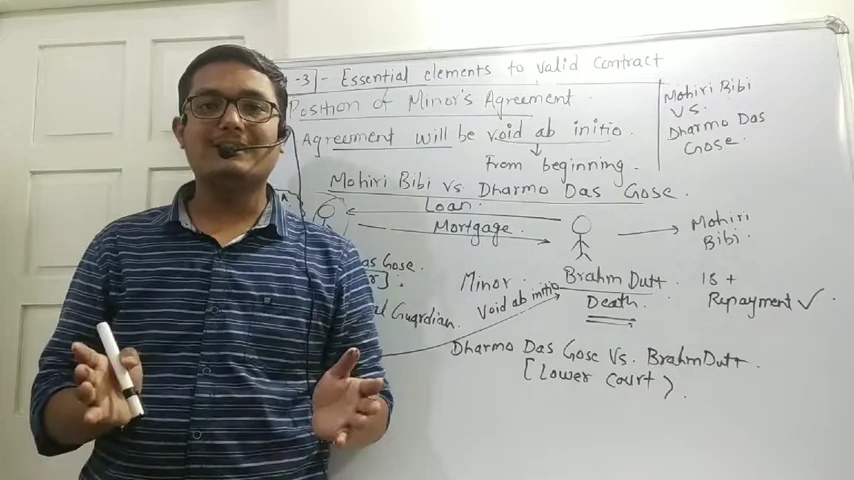 -3]- Essential elements to valid contract
Position of Minor's Agreement.
Agreement will be void ab initio.
From beginning.
Mohiri Bibi
Vs.
Dharmo Das
Gose.
Mohiri Bibi vs Dharmo Das Gose.
Loan.
Mortgage.
Mohiri
Bibi.
as Gose.
Minor.
Void ab initio
Brahm Dutt.
Death.
18 +
Repayment ✓.
al Guardian.
Dharmo Das Gose Vs. Brahm Dutt.
[Lower court).